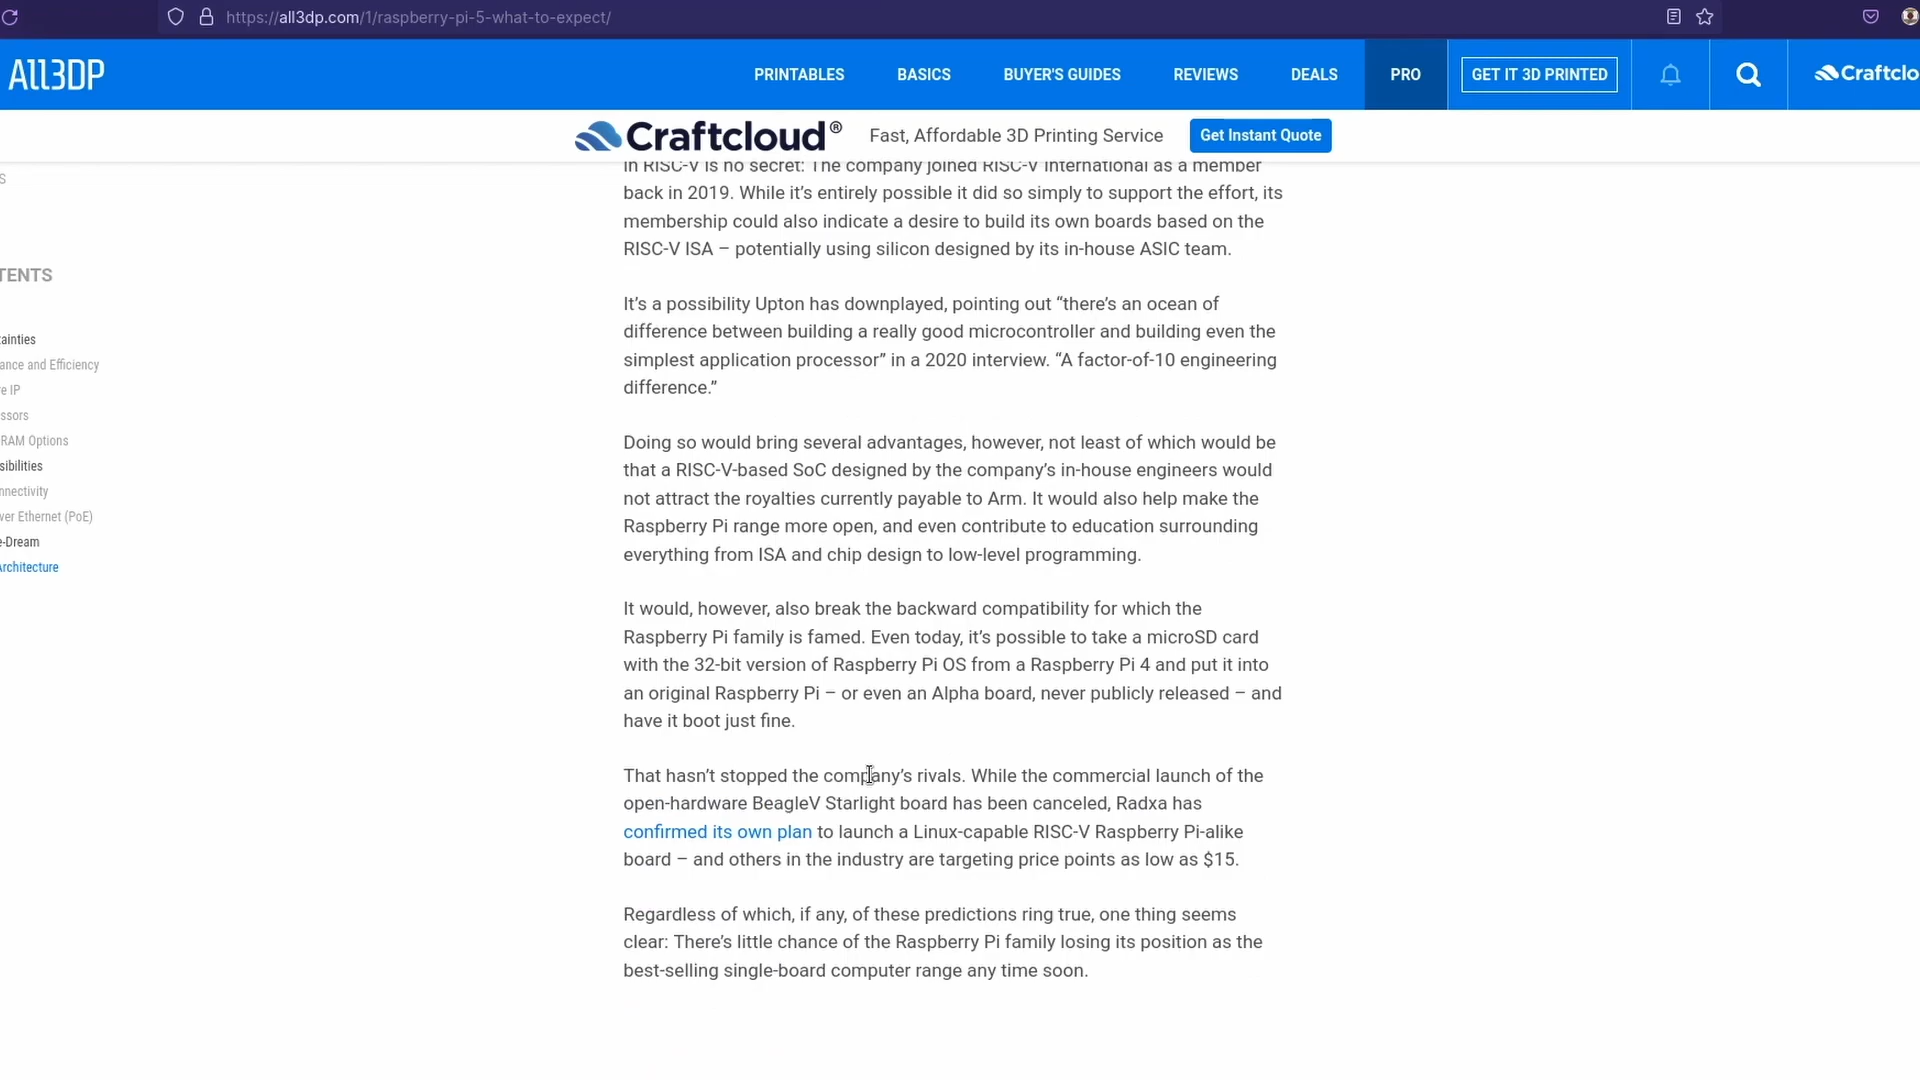 https://all3dp.com/1/raspberry-pi-5-what-to-expect/
All3DP
PRINTABLES
BASICS
BUYER'S GUIDES
REVIEWS
DEALS
PRO
GET IT 3D PRINTED
Craftclo
Craftcloud®
Fast, Affordable 3D Printing Service
Get Instant Quote
S
TENTS
tainties
ance and Efficiency
e IP
ssors
RAM Options
sibilities
nnectivity
ver Ethernet (PoE)
e-Dream
Architecture
in RISC-V is no secret: The company joined RISC-V International as a member
back in 2019. While it’s entirely possible it did so simply to support the effort, its
membership could also indicate a desire to build its own boards based on the
RISC-V ISA – potentially using silicon designed by its in-house ASIC team.
It’s a possibility Upton has downplayed, pointing out “there’s an ocean of
difference between building a really good microcontroller and building even the
simplest application processor” in a 2020 interview. “A factor-of-10 engineering
difference.”
Doing so would bring several advantages, however, not least of which would be
that a RISC-V-based SoC designed by the company’s in-house engineers would
not attract the royalties currently payable to Arm. It would also help make the
Raspberry Pi range more open, and even contribute to education surrounding
everything from ISA and chip design to low-level programming.
It would, however, also break the backward compatibility for which the
Raspberry Pi family is famed. Even today, it’s possible to take a microSD card
with the 32-bit version of Raspberry Pi OS from a Raspberry Pi 4 and put it into
an original Raspberry Pi – or even an Alpha board, never publicly released – and
have it boot just fine.
That hasn’t stopped the company’s rivals. While the commercial launch of the
open-hardware BeagleV Starlight board has been canceled, Radxa has
confirmed its own plan to launch a Linux-capable RISC-V Raspberry Pi-alike
board – and others in the industry are targeting price points as low as $15.
Regardless of which, if any, of these predictions ring true, one thing seems
clear: There’s little chance of the Raspberry Pi family losing its position as the
best-selling single-board computer range any time soon.